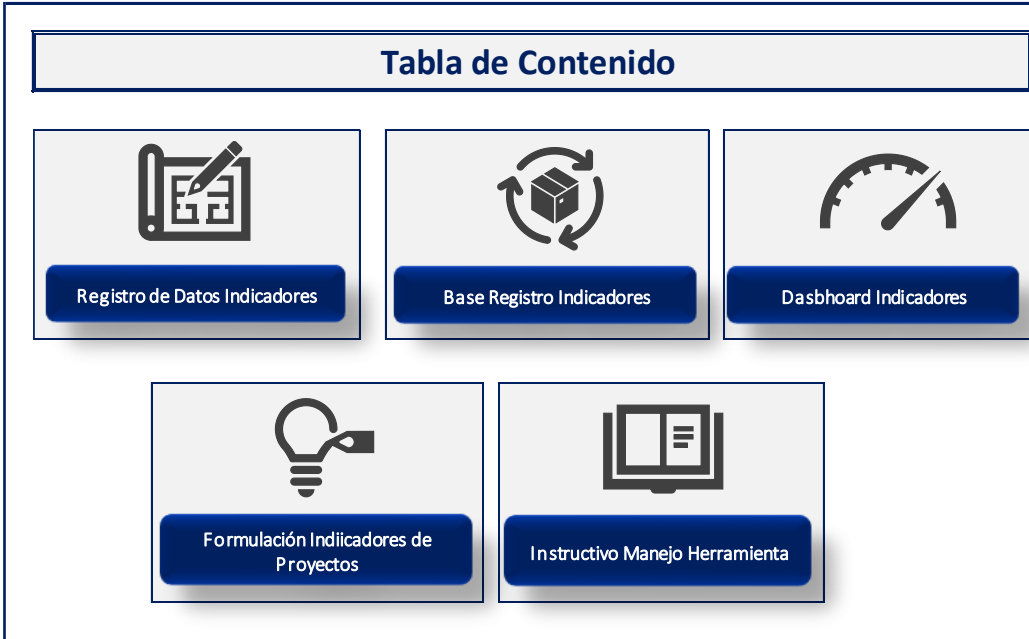 Tabla de Contenido
Registro de Datos Indicadores
Base Registro Indicadores
Dasbhoard Indicadores
Formulación Indiicadores de
Proyectos
Instructivo Manejo Herramienta